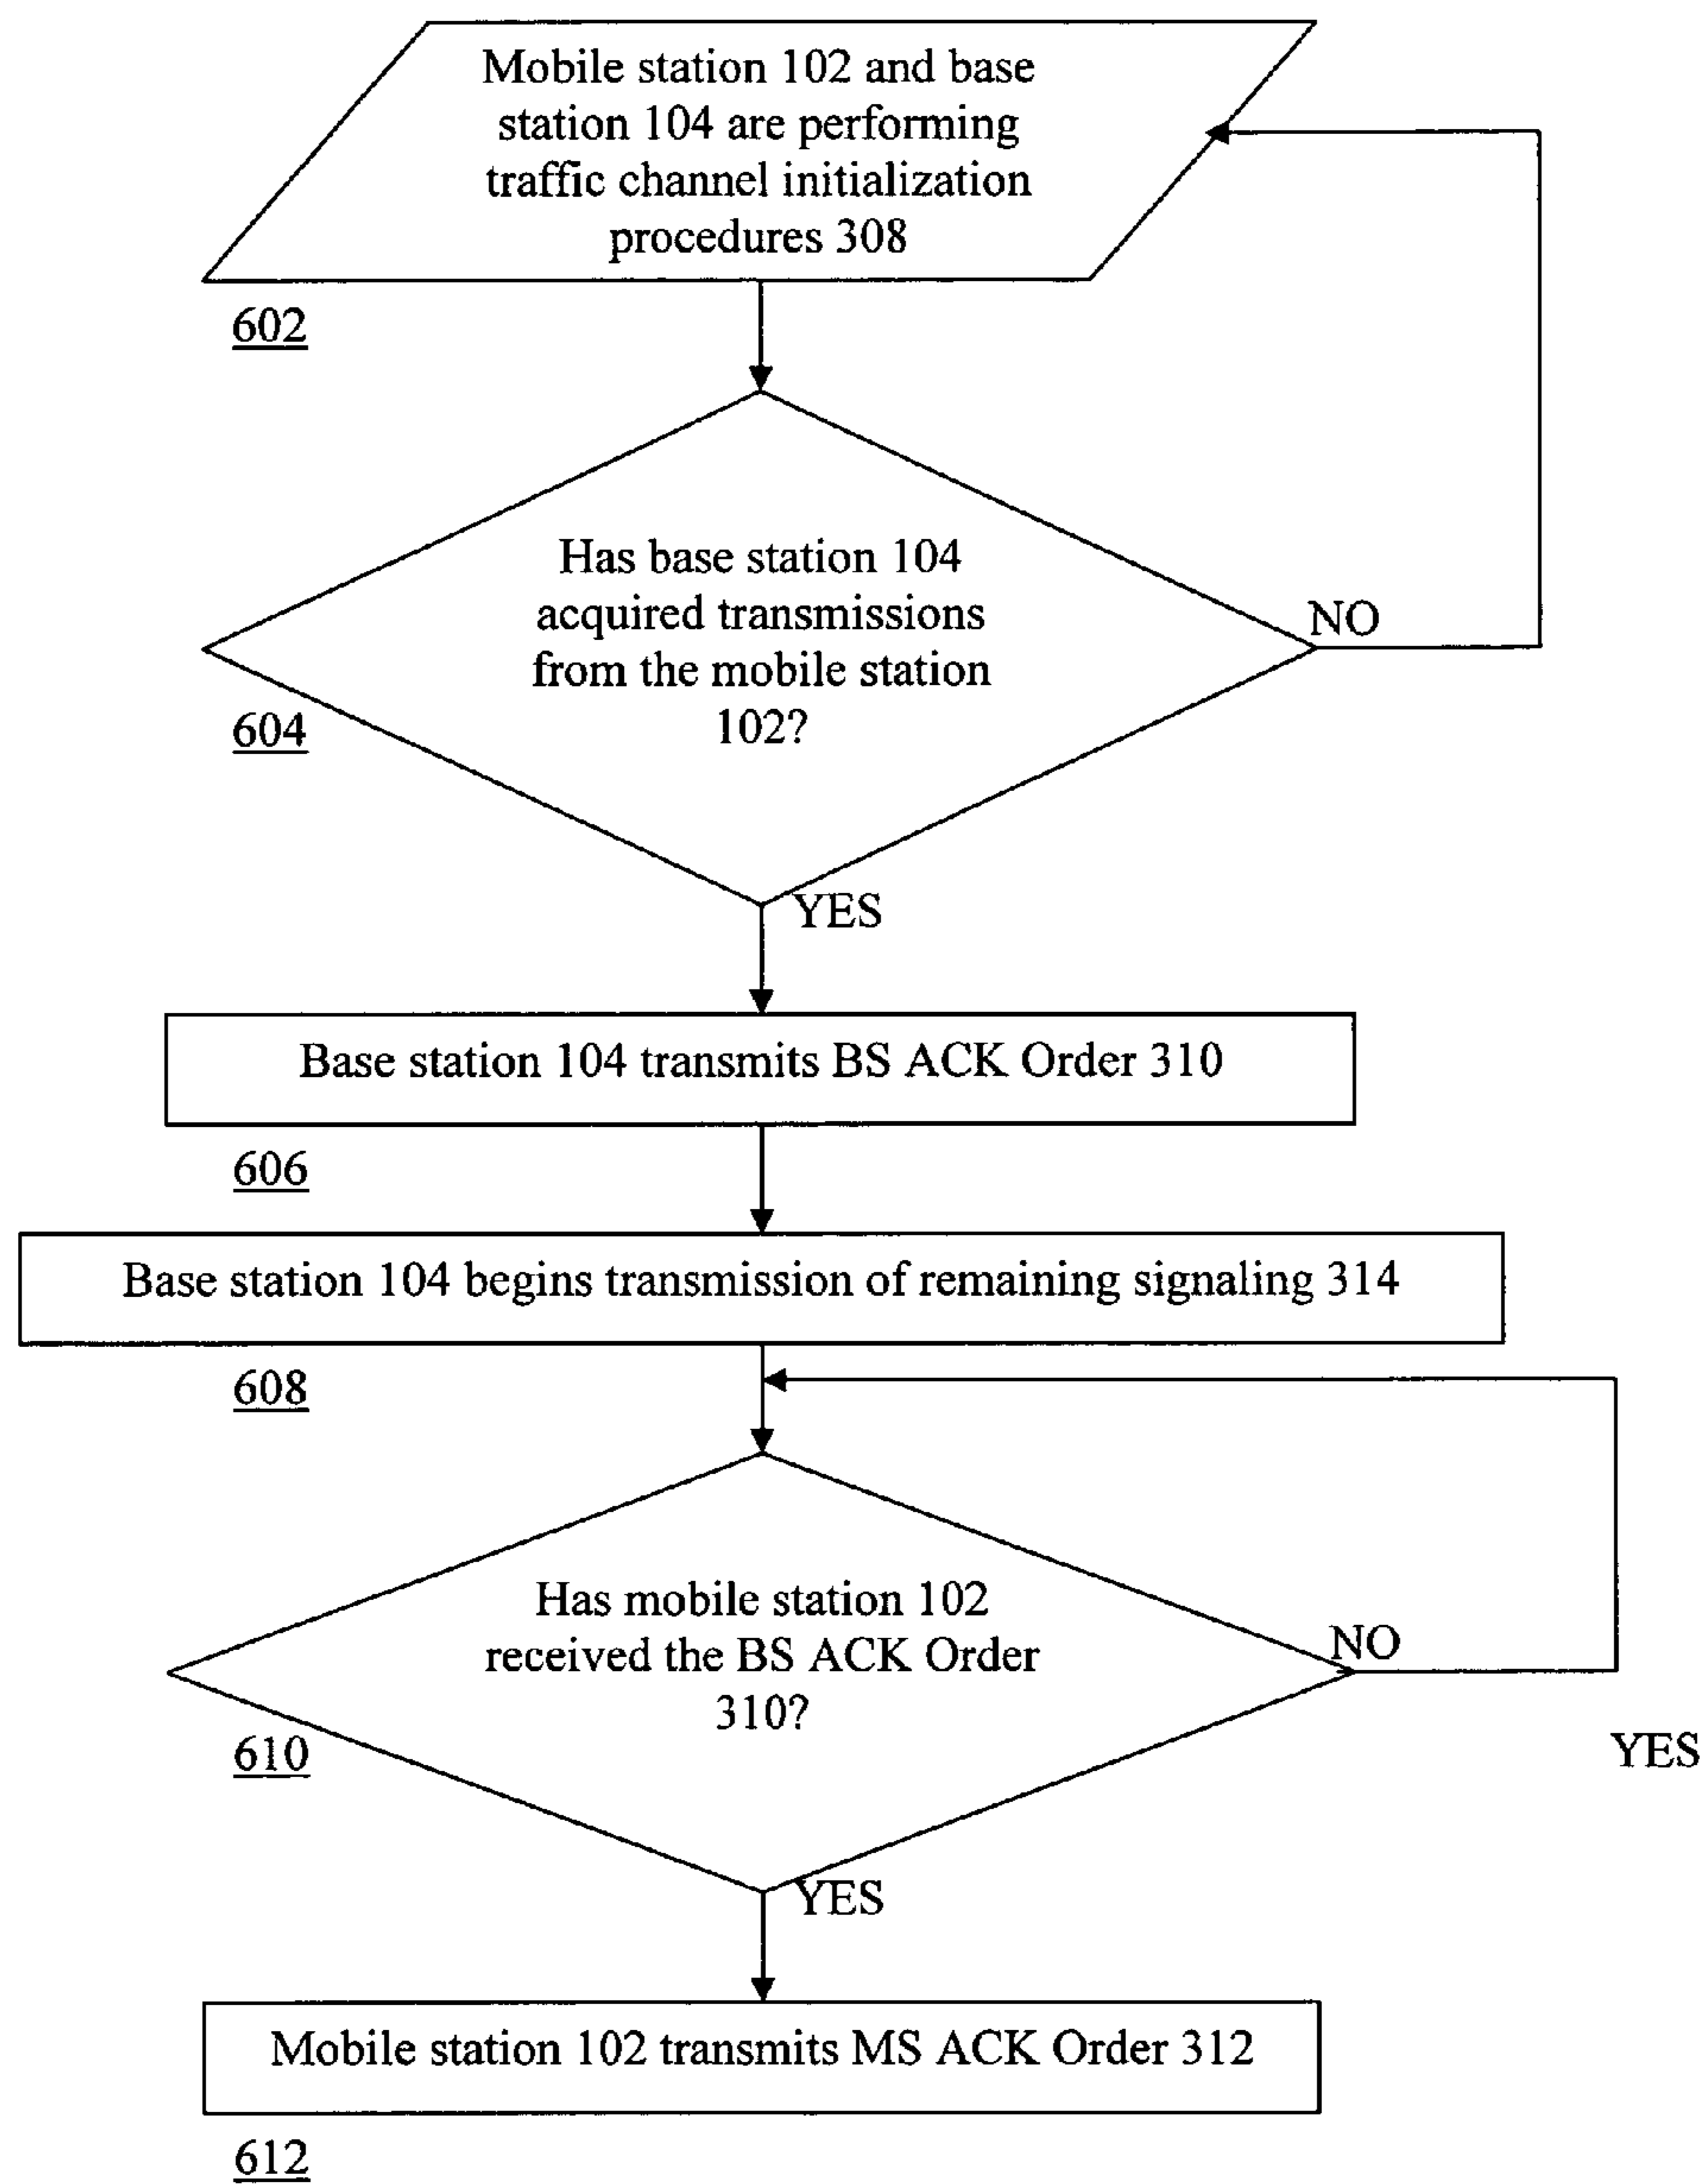 Mobile station 102 and base
station 104 are performing
traffic channel initialization
procedures 308
602
Has base station 104
acquired transmissions
from the mobile station
102?
NO
604
YES
Base station 104 transmits BS ACK Order 310
606
Base station 104 begins transmission of remaining signaling 314
608
Has mobile station 102
received the BS ACK Order
310?
NO
610
YES
YES
Mobile station 102 transmits MS ACK Order 312
612